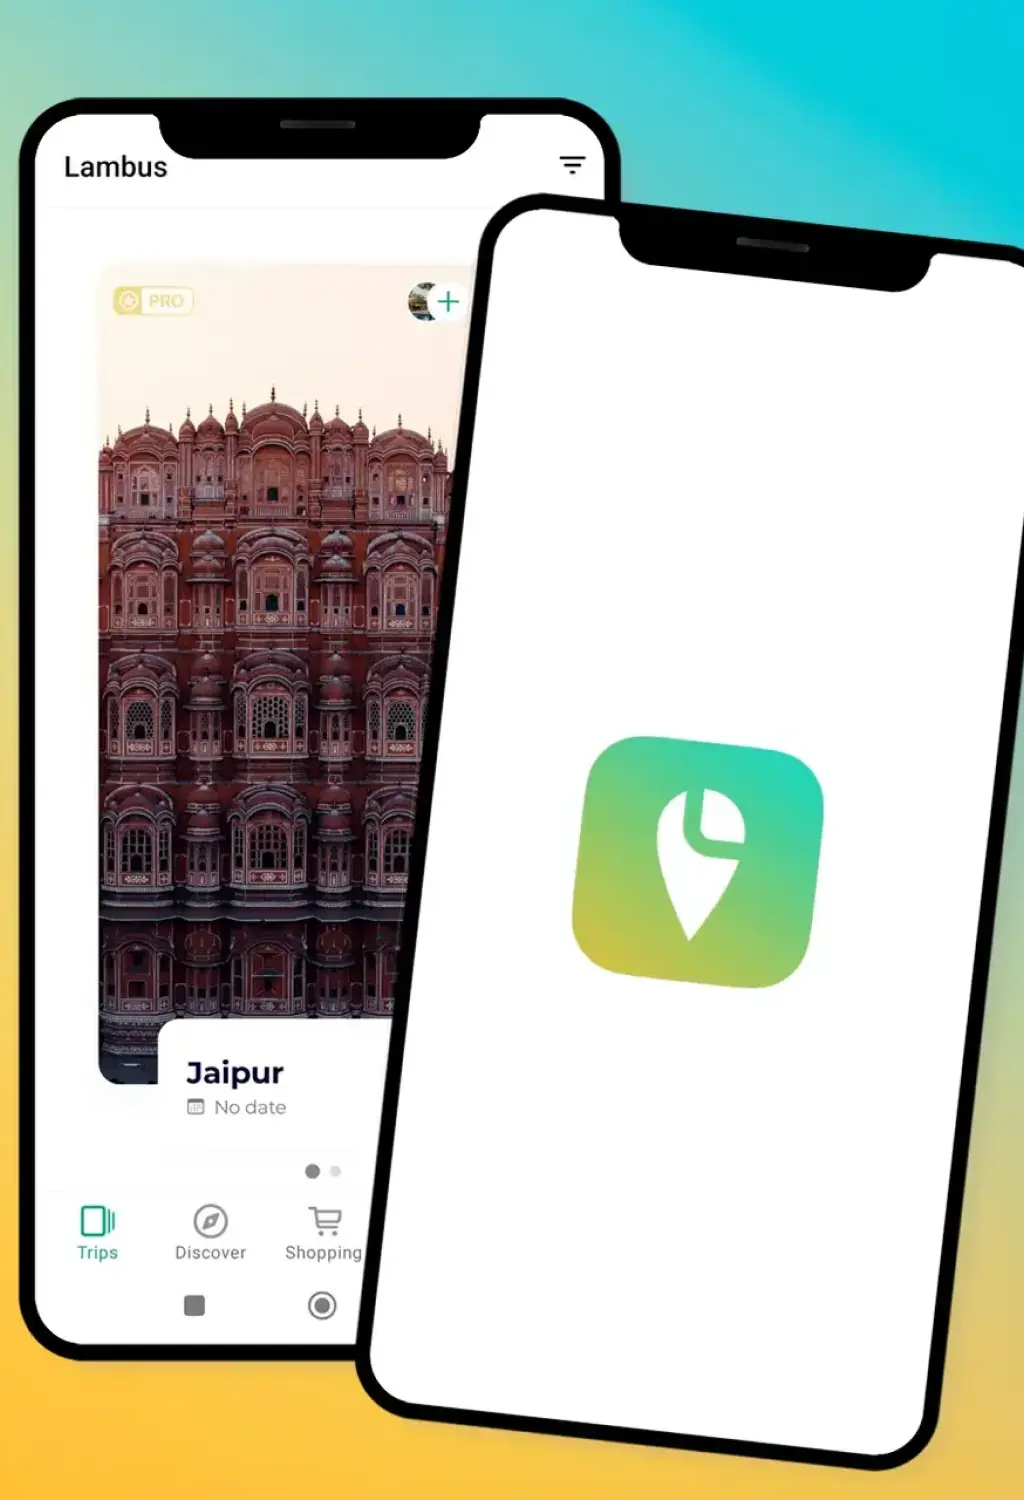 Lambus
PRO
Jaipur
No date
Trips
Discover
Shopping